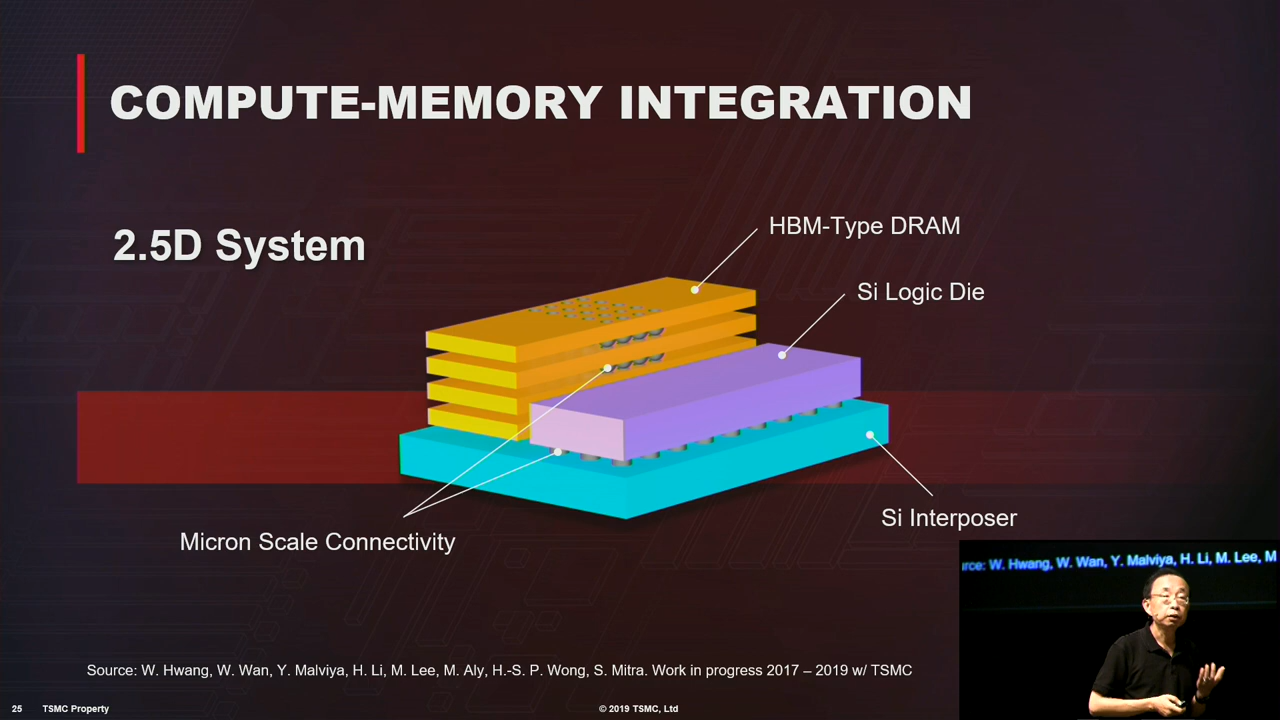 COMPUTE-MEMORY INTEGRATION
2.5D System
HBM-Type DRAM
Si Logic Die
Si Interposer
Micron Scale Connectivity
rce: W. Hwang, W. Wan, Y. Malviya, H. Li, M. Lee, M
Source: W. Hwang, W. Wan, Y. Malviya, H. Li, M. Lee, M. Aly, H.-S. P. Wong, S. Mitra. Work in progress 2017 – 2019 w/ TSMC
25 TSMC Property © 2019 TSMC, Ltd